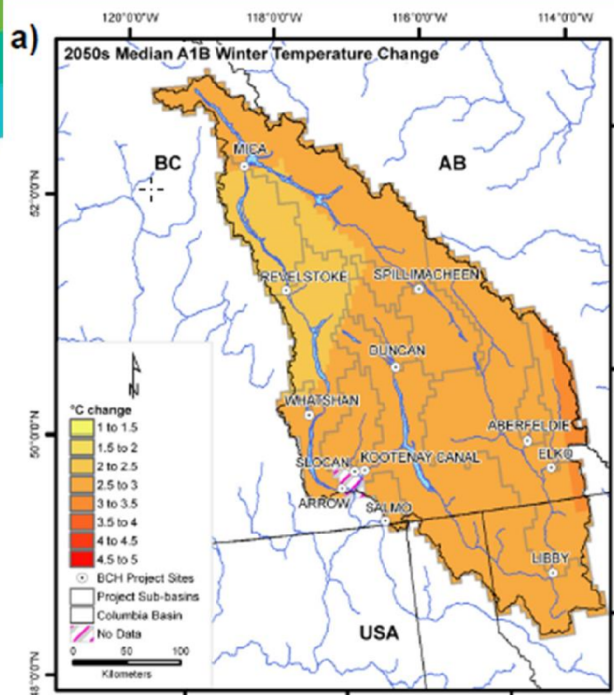 a)
120°0'0"W 118°0'0"W 116°0'0"W 114°0'0"W
2050s Median A1B Winter Temperature Change
MICA
BC
AB
52°0'0"N
REVELSTOKE
SPILLIMACHEEN
DUNCAN
WHATSHAN
50°0'0"N
ABERFELDIE
ELKO
SLOCAN
KOOTENAY CANAL
ARROW
SALMO
LIBBY
USA
48°0'0"N
N
°C change
1 to 1.5
1.5 to 2
2 to 2.5
2.5 to 3
3 to 3.5
3.5 to 4
4 to 4.5
4.5 to 5
BCH Project Sites
Project Sub-basins
Columbia Basin
No Data
0 50 100
Kilometers